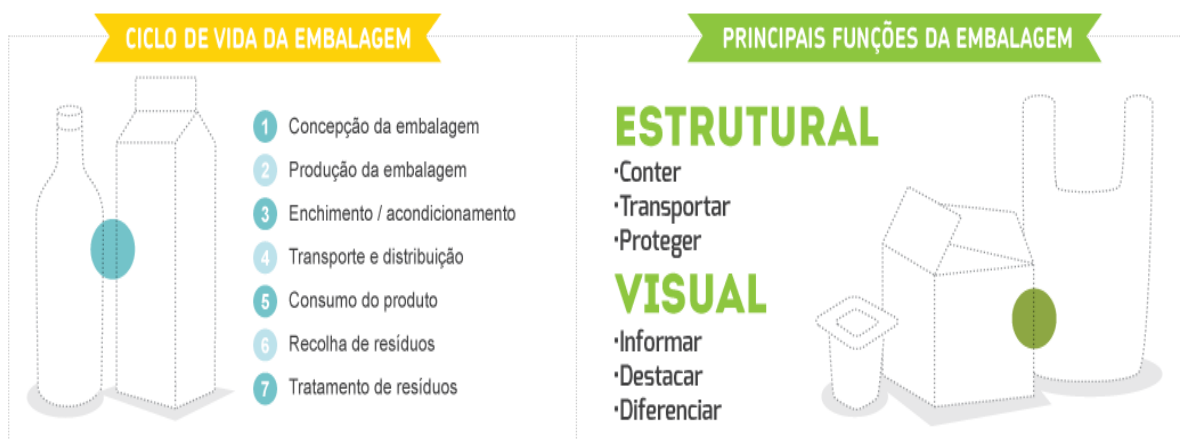 CICLO DE VIDA DA EMBALAGEM
1 Concepção da embalagem
2 Produção da embalagem
3 Enchimento / acondicionamento
4 Transporte e distribuição
5 Consumo do produto
6 Recolha de resíduos
7 Tratamento de resíduos
PRINCIPAIS FUNÇÕES DA EMBALAGEM
ESTRUTURAL
·Conter
·Transportar
·Proteger
VISUAL
·Informar
·Destacar
·Diferenciar